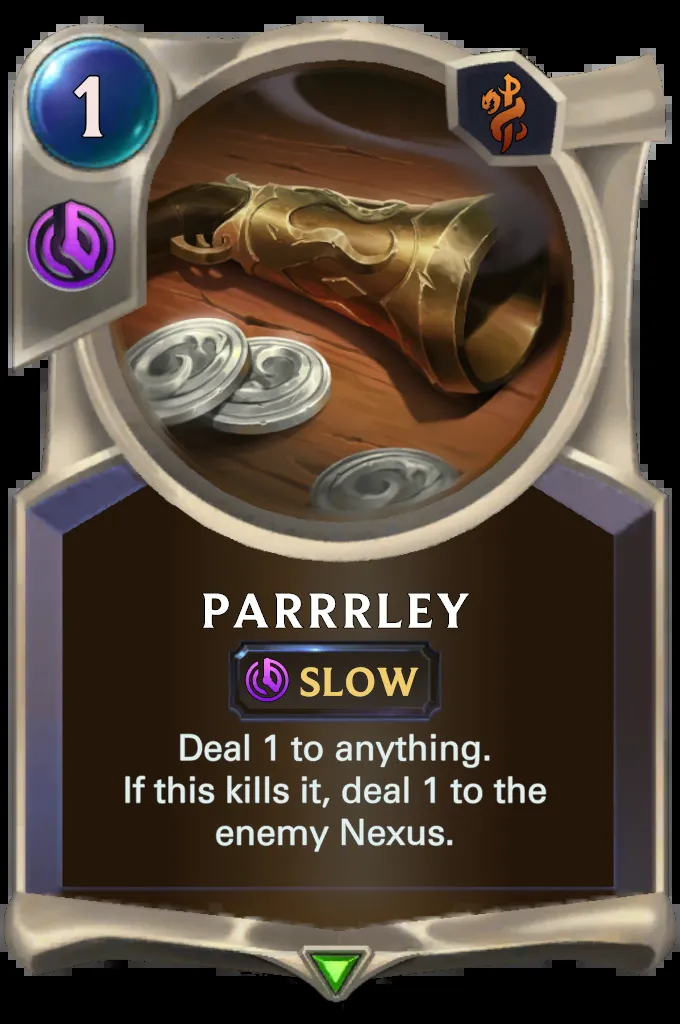 1
PARRRLEY
SLOW
Deal 1 to anything.
If this kills it, deal 1 to the
enemy Nexus.